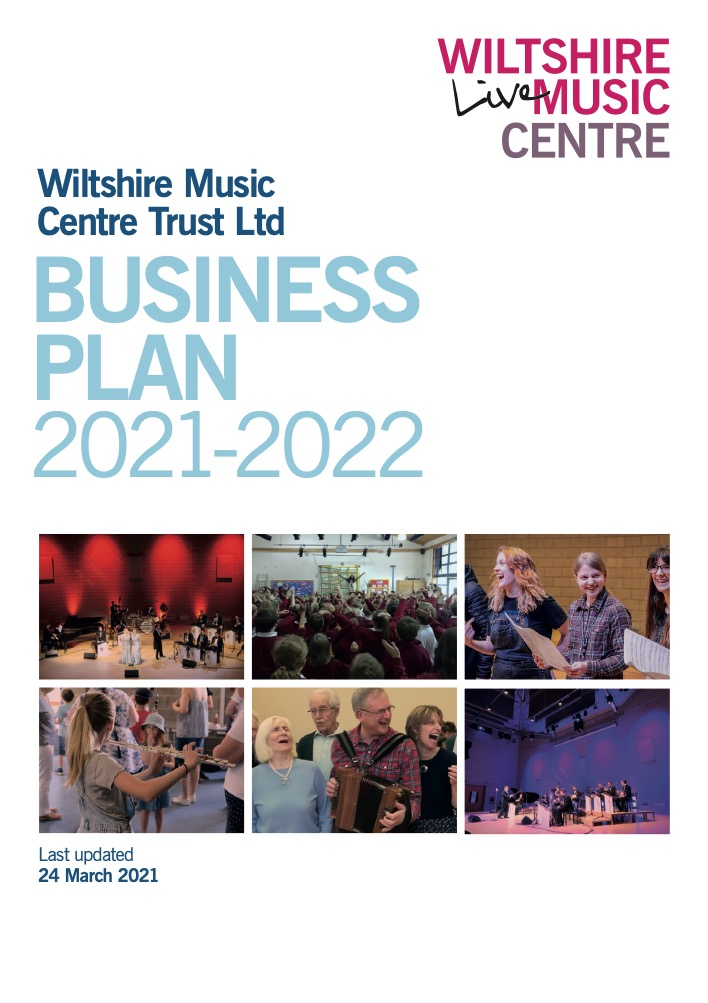 WILTSHIRE
Live MUSIC
CENTRE
Wiltshire Music
Centre Trust Ltd
BUSINESS
PLAN
2021-2022
Last updated
24 March 2021